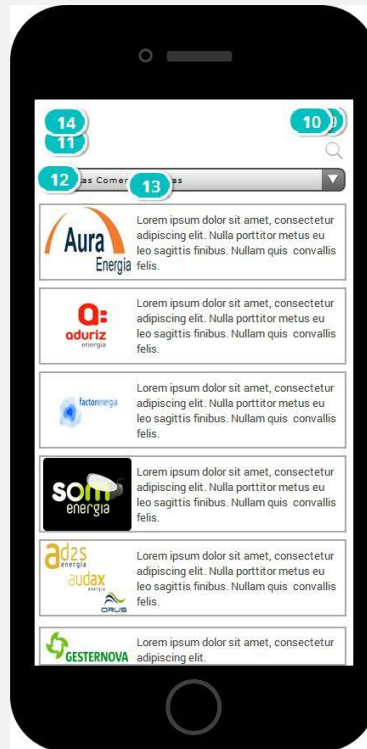 14
10
11
12
13
as Comer
as
Aura
Energía
Lorem ipsum dolor sit amet, consectetur
adipiscing elit. Nulla porttitor metus eu
leo sagittis finibus. Nullam quis convallis
felis.
a:
aduriz
energía
Lorem ipsum dolor sit amet, consectetur
adipiscing elit. Nulla porttitor metus eu
leo sagittis finibus. Nullam quis convallis
felis.
factorenergia
Lorem ipsum dolor sit amet, consectetur
adipiscing elit. Nulla porttitor metus eu
leo sagittis finibus. Nullam quis convallis
felis.
som
energia
Lorem ipsum dolor sit amet, consectetur
adipiscing elit. Nulla porttitor metus eu
leo sagittis finibus. Nullam quis convallis
felis.
adzs
energía
audax
energía
ORUS
Lorem ipsum dolor sit amet, consectetur
adipiscing elit. Nulla porttitor metus eu
leo sagittis finibus. Nullam quis convallis
felis.
GESTERNOVA
Lorem ipsum dolor sit amet, consectetur
adipiscing elit.